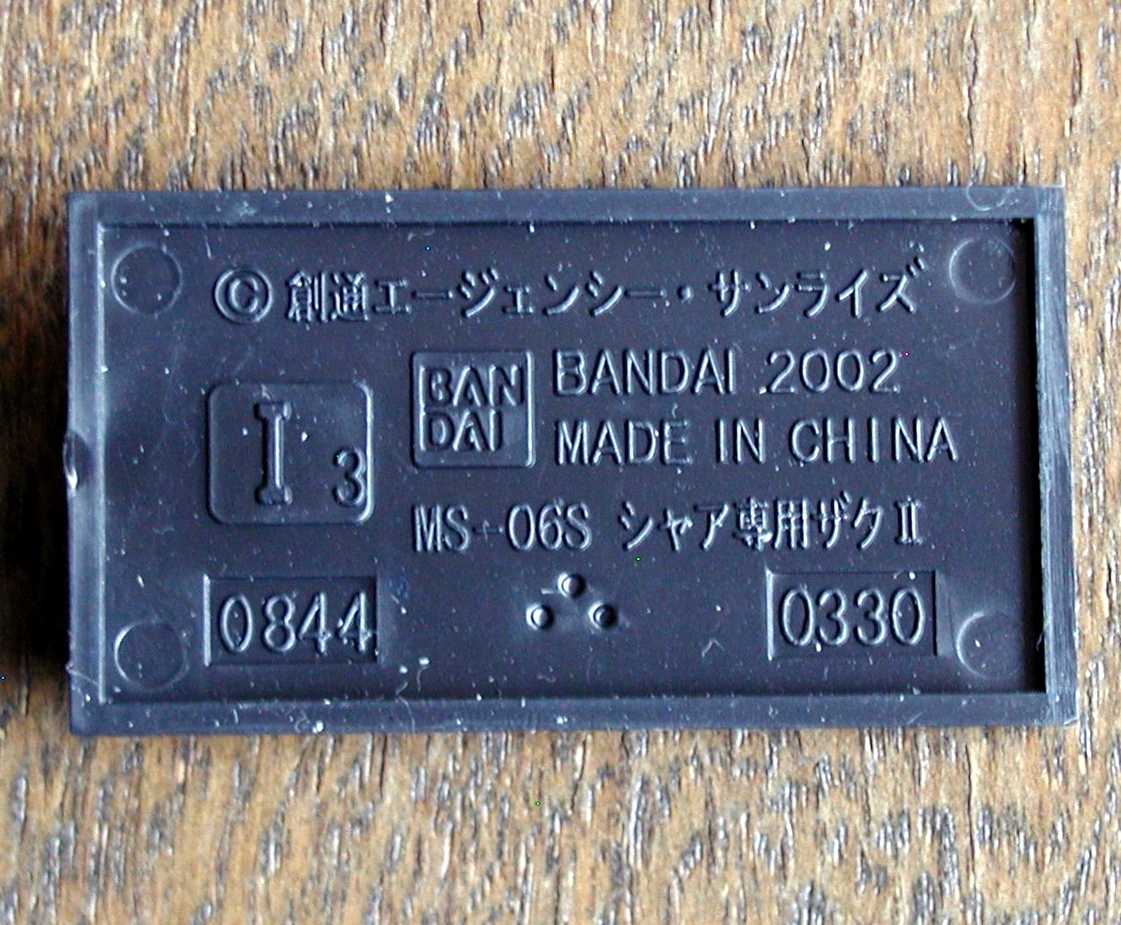 ©創通エージェンシー・サンライズ
BAN
DAI
BANDAI 2002
MADE IN CHINA
I 3
MS-06S シャア専用ザクⅡ
0844
0330